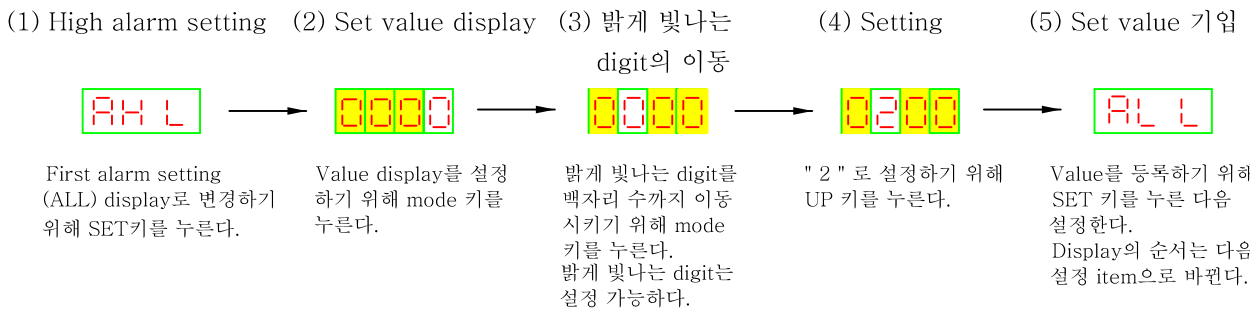 (1) High alarm setting
(2) Set value display
(3) 밝게 빛나는
digit의 이동
(4) Setting
(5) Set value 기입
AH L
0000
0000
0200
AL L
First alarm setting
(ALL) display로 변경하기
위해 SET키를 누른다.
Value display를 설정
하기 위해 mode 키를
누른다.
밝게 빛나는 digit를
백자리 수까지 이동
시키기 위해 mode
키를 누른다.
밝게 빛나는 digit는
설정 가능하다.
" 2 " 로 설정하기 위해
UP 키를 누른다.
Value를 등록하기 위해
SET 키를 누른 다음
설정한다.
Display의 순서는 다음
설정 item으로 바뀐다.